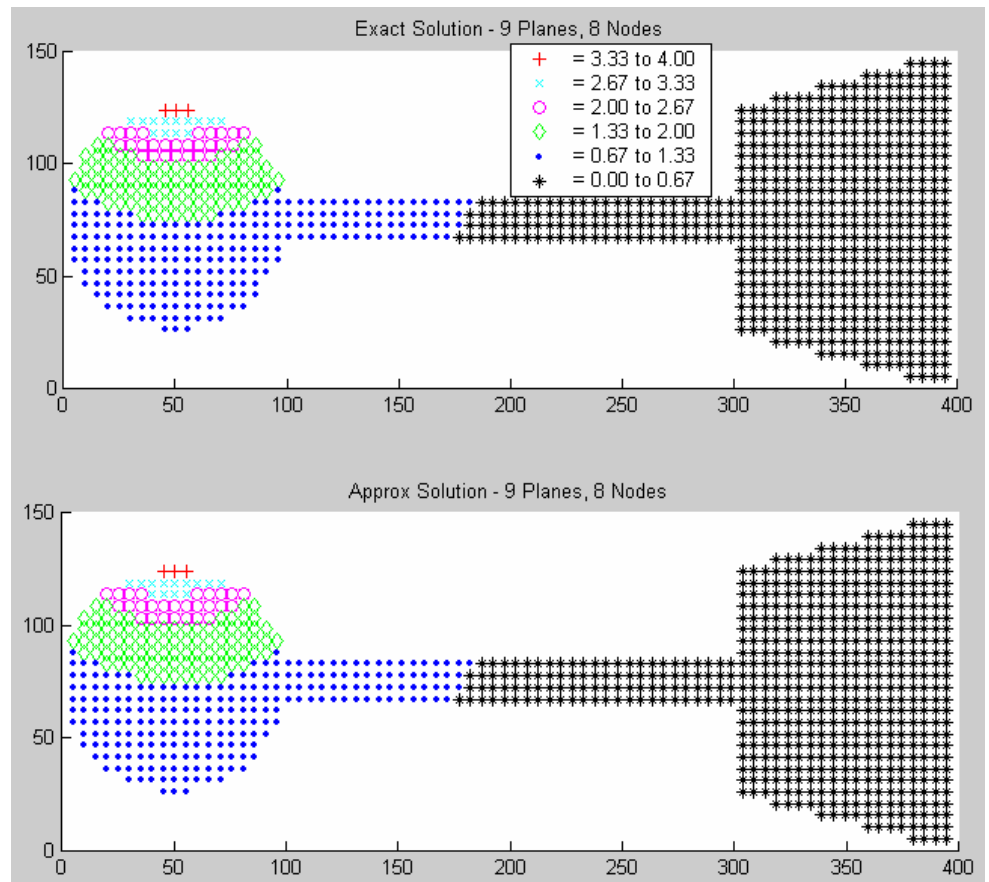 Exact Solution - 9 Planes, 8 Nodes
= 3.33 to 4.00
= 2.67 to 3.33
= 2.00 to 2.67
= 1.33 to 2.00
= 0.67 to 1.33
= 0.00 to 0.67
150
100
50
0
0 50 100 150 200 250 300 350 400
Approx Solution - 9 Planes, 8 Nodes
150
100
50
0
0 50 100 150 200 250 300 350 400